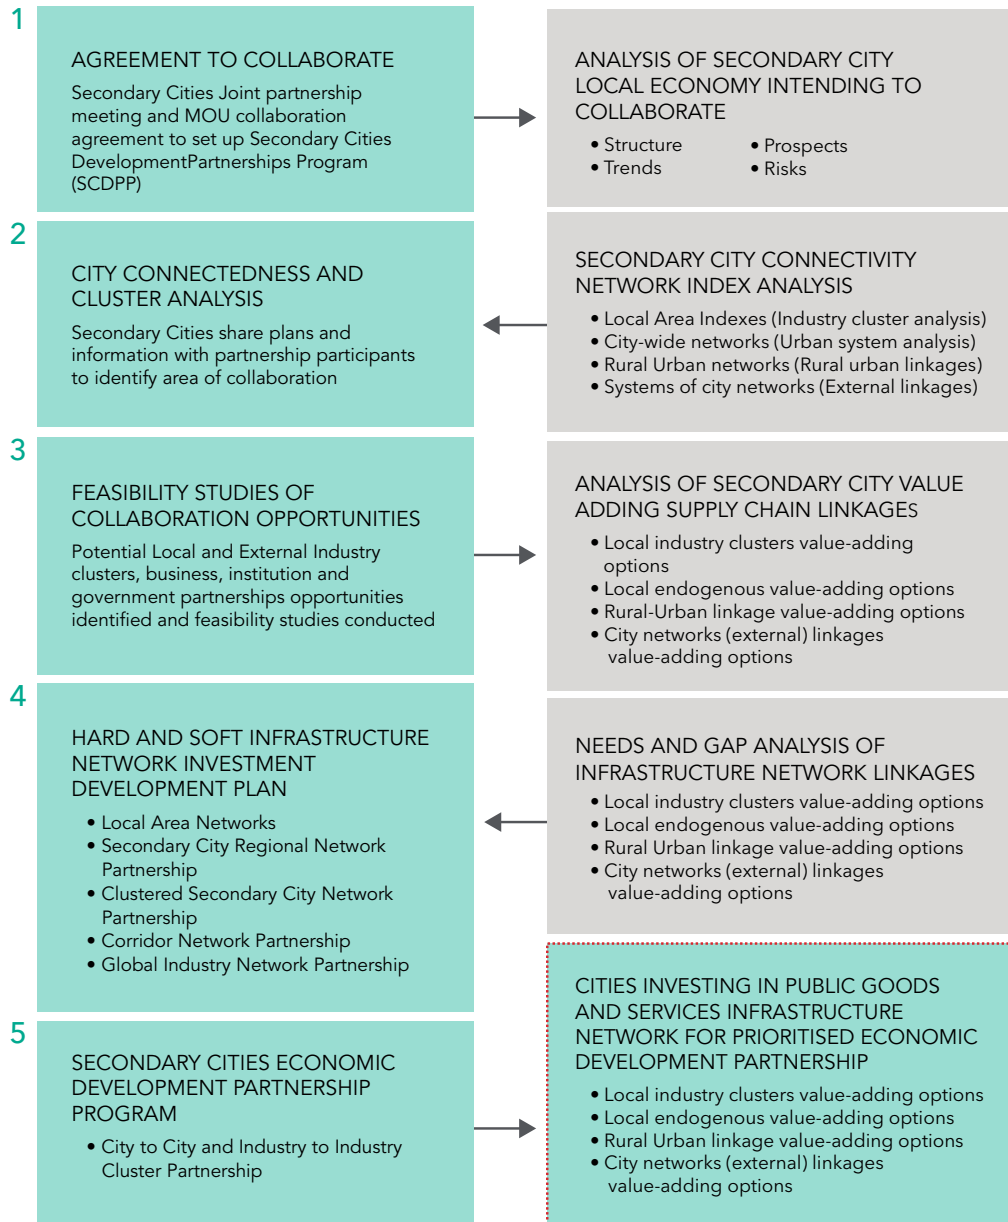 1
AGREEMENT TO COLLABORATE
Secondary Cities Joint partnership
meeting and MOU collaboration
agreement to set up Secondary Cities
DevelopmentPartnerships Program
(SCDPP)
ANALYSIS OF SECONDARY CITY
LOCAL ECONOMY INTENDING TO
COLLABORATE
• Structure
• Trends
• Prospects
• Risks
2
CITY CONNECTEDNESS AND
CLUSTER ANALYSIS
Secondary Cities share plans and
information with partnership participants
to identify area of collaboration
SECONDARY CITY CONNECTIVITY
NETWORK INDEX ANALYSIS
• Local Area Indexes (Industry cluster analysis)
• City-wide networks (Urban system analysis)
• Rural Urban networks (Rural urban linkages)
• Systems of city networks (External linkages)
3
FEASIBILITY STUDIES OF
COLLABORATION OPPORTUNITIES
Potential Local and External Industry
clusters, business, institution and
government partnerships opportunities
identified and feasibility studies conducted
ANALYSIS OF SECONDARY CITY VALUE
ADDING SUPPLY CHAIN LINKAGES
• Local industry clusters value-adding
options
• Local endogenous value-adding options
• Rural-Urban linkage value-adding options
• City networks (external) linkages
value-adding options
4
HARD AND SOFT INFRASTRUCTURE
NETWORK INVESTMENT
DEVELOPMENT PLAN
• Local Area Networks
• Secondary City Regional Network
Partnership
• Clustered Secondary City Network
Partnership
• Corridor Network Partnership
• Global Industry Network Partnership
NEEDS AND GAP ANALYSIS OF
INFRASTRUCTURE NETWORK LINKAGES
• Local industry clusters value-adding options
• Local endogenous value-adding options
• Rural Urban linkage value-adding options
• City networks (external) linkages
value-adding options
5
SECONDARY CITIES ECONOMIC
DEVELOPMENT PARTNERSHIP
PROGRAM
• City to City and Industry to Industry
Cluster Partnership
CITIES INVESTING IN PUBLIC GOODS
AND SERVICES INFRASTRUCTURE
NETWORK FOR PRIORITISED ECONOMIC
DEVELOPMENT PARTNERSHIP
• Local industry clusters value-adding options
• Local endogenous value-adding options
• Rural Urban linkage value-adding options
• City networks (external) linkages
value-adding options